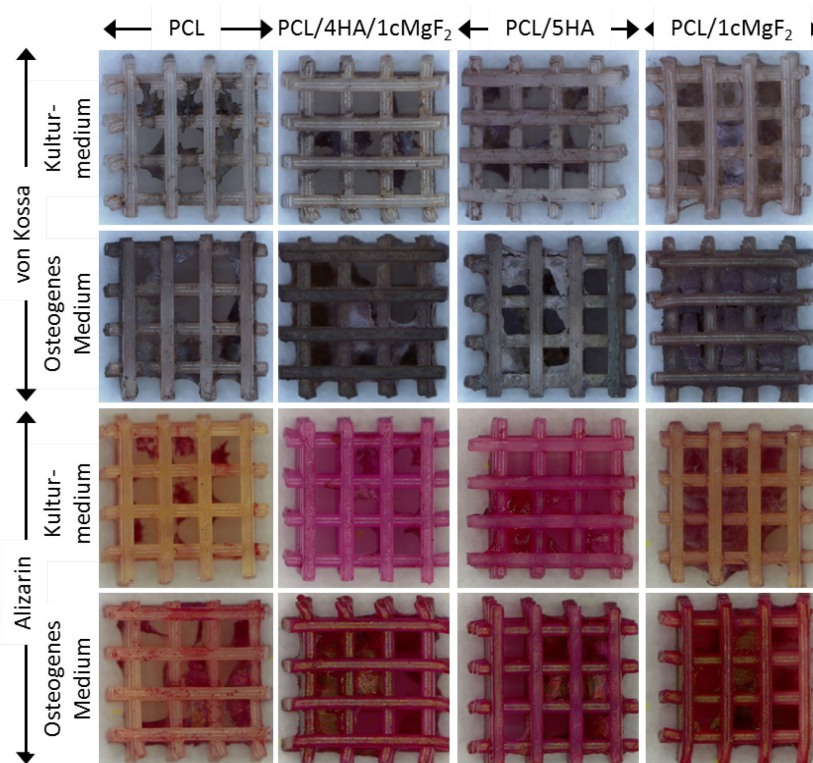 PCL PCL/4HA/1cMgF₂ PCL/5HA PCL/1cMgF₂
von Kossa
Kultur-
medium
Osteogenes
Medium
Alizarin
Kultur-
medium
Osteogenes
Medium